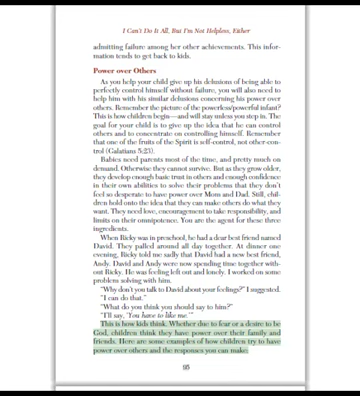 I Can't Do It All, But I'm Not Helpless, Either
admitting failure among her other achievements. This infor-
mation tends to get back to kids.
Power over Others
As you help your child give up his delusions of being able to
perfectly control himself without failure, you will also need to
help him with his similar delusions concerning his power over
others. Remember the picture of the powerless/powerful infant?
This is how children begin—and will stay unless you step in. The
goal for your child is to give up the idea that he can control
others and to concentrate on controlling himself. Remember
that one of the fruits of the Spirit is self-control, not other-con-
trol (Galatians 5:23).
Babies need parents most of the time, and pretty much on
demand. Otherwise they cannot survive. But as they grow older,
they develop enough basic trust in others and enough confidence
in their own abilities to solve their problems that they don't
feel so desperate to have power over Mom and Dad. Still, chil-
dren hold onto the idea that they can make others do what they
want. They need love, encouragement to take responsibility, and
limits on their omnipotence. You are the agent for these three
ingredients.
When Ricky was in preschool, he had a dear best friend named
David. They palled around all day together. At dinner one
evening, Ricky told me sadly that David had a new best friend,
Andy. David and Andy were now spending time together with-
out Ricky. He was feeling left out and lonely. I worked on some
problem solving with him.
"Why don't you talk to David about your feelings?" I suggested.
"I can do that."
"What do you think you should say to him?"
"I'll say, 'You have to like me.'"
This is how kids think. Whether due to fear or a desire to be
God, children think they have power over their family and
friends. Here are some examples of how children try to have
power over others and the responses you can make:
95